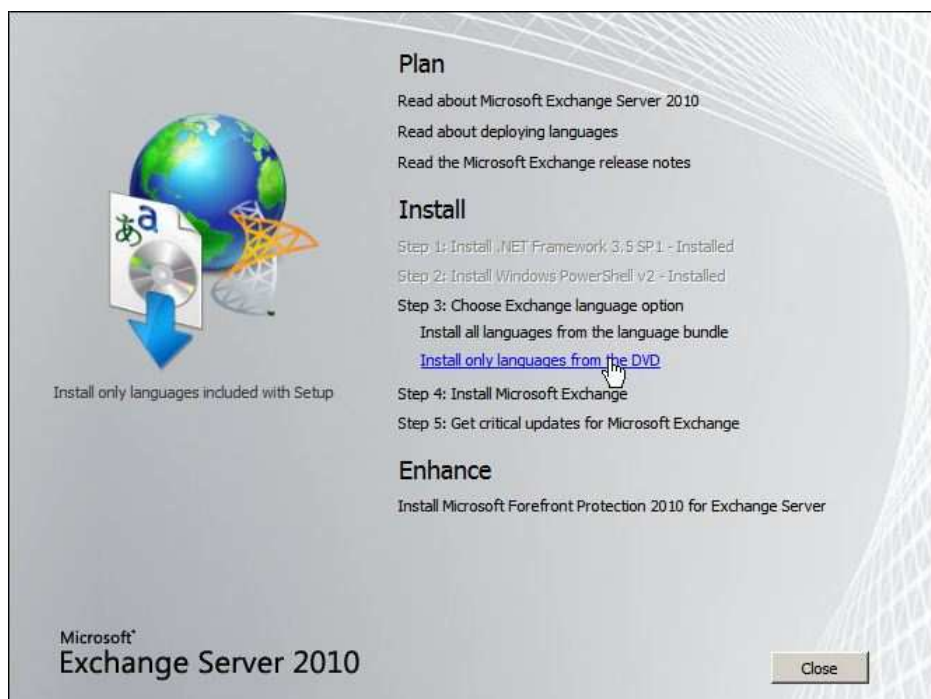 Plan
Read about Microsoft Exchange Server 2010
Read about deploying languages
Read the Microsoft Exchange release notes
Install
Step 1: Install .NET Framework 3.5 SP1 - Installed
Step 2: Install Windows PowerShell v2 - Installed
Step 3: Choose Exchange language option
Install all languages from the language bundle
Install only languages from the DVD
Step 4: Install Microsoft Exchange
Step 5: Get critical updates for Microsoft Exchange
Enhance
Install Microsoft Forefront Protection 2010 for Exchange Server
あa
Install only languages included with Setup
Microsoft®
Exchange Server 2010
Close